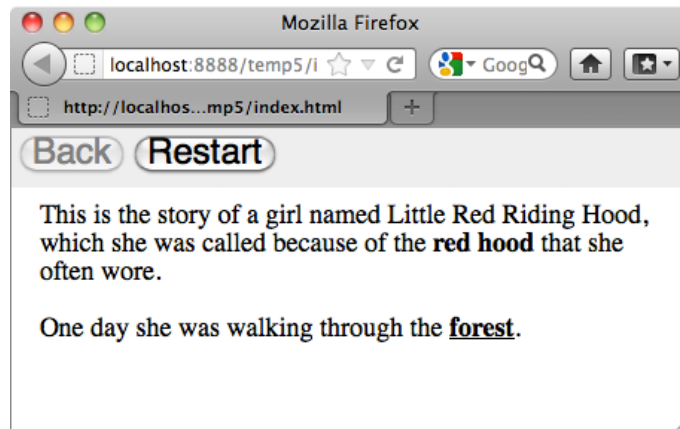 Mozilla Firefox
localhost:8888/temp5/i
Goog
http://localhos...mp5/index.html
Back Restart
This is the story of a girl named Little Red Riding Hood,
which she was called because of the red hood that she
often wore.
One day she was walking through the forest.